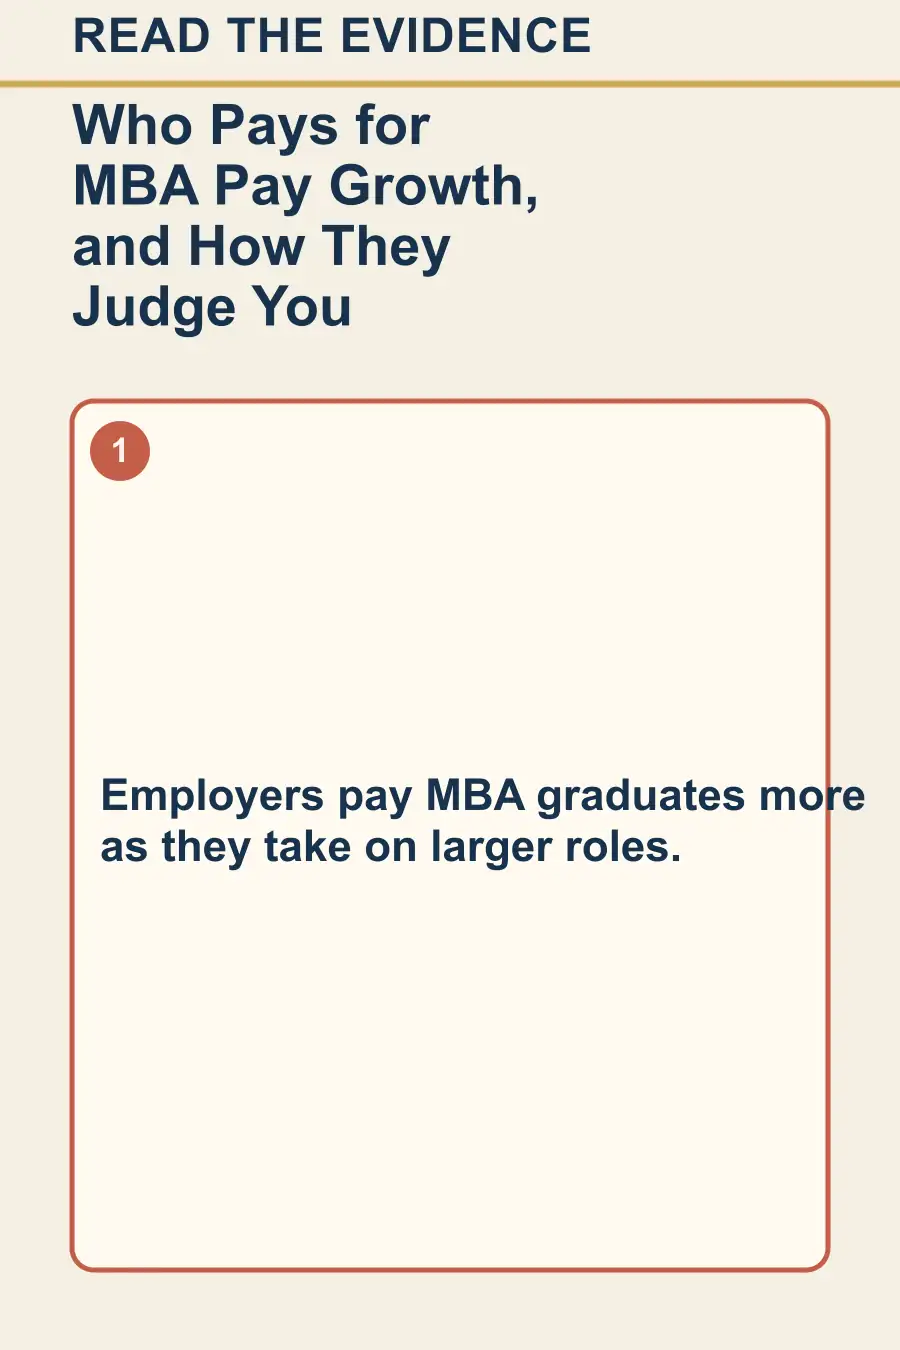 READ THE EVIDENCE
Who Pays for
MBA Pay Growth,
and How They
Judge You
1
Employers pay MBA graduates more
as they take on larger roles.